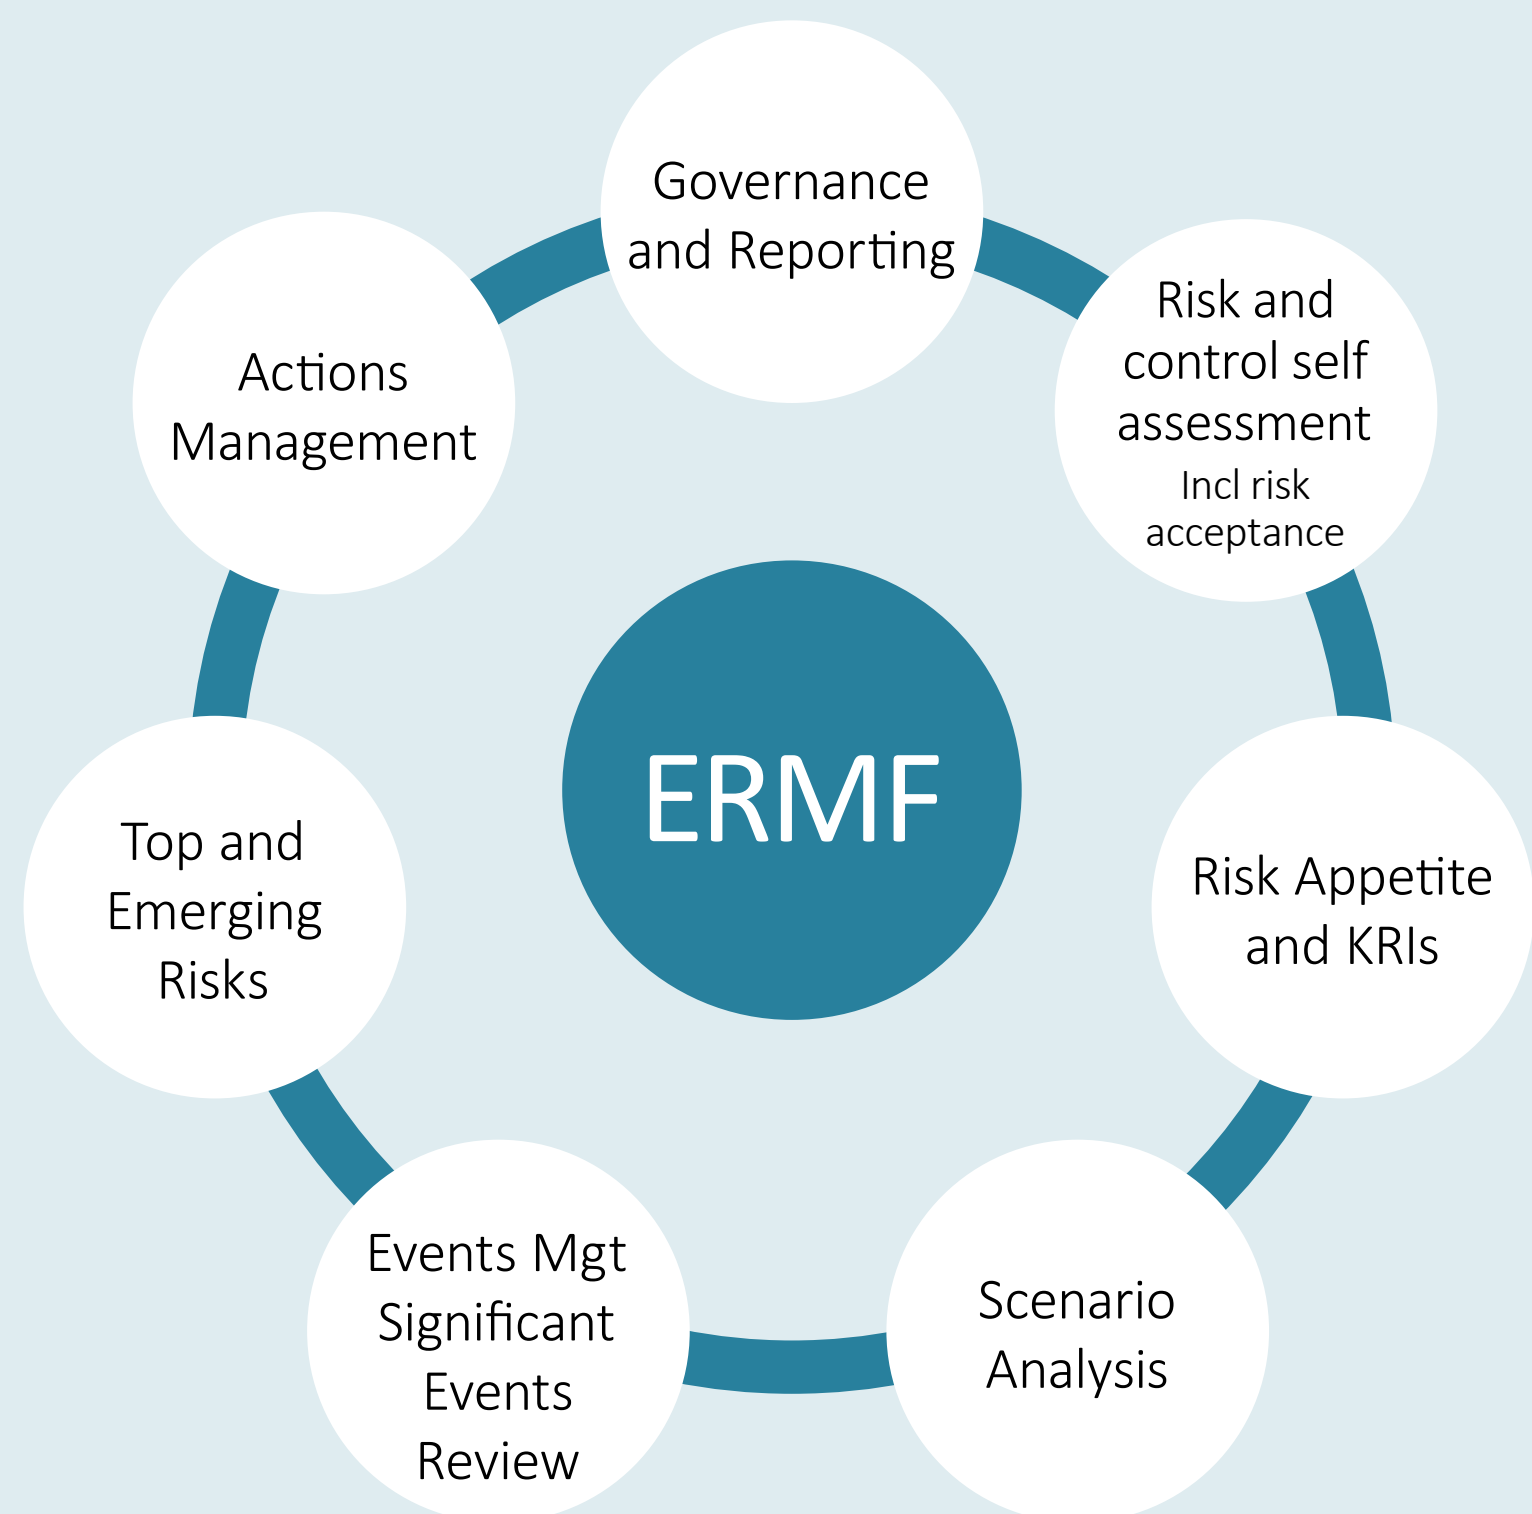 Governance
and Reporting
Risk and
control self
assessment
Incl risk
acceptance
Risk Appetite
and KRIs
Scenario
Analysis
Events Mgt
Significant
Events
Review
Top and
Emerging
Risks
Actions
Management
ERMF